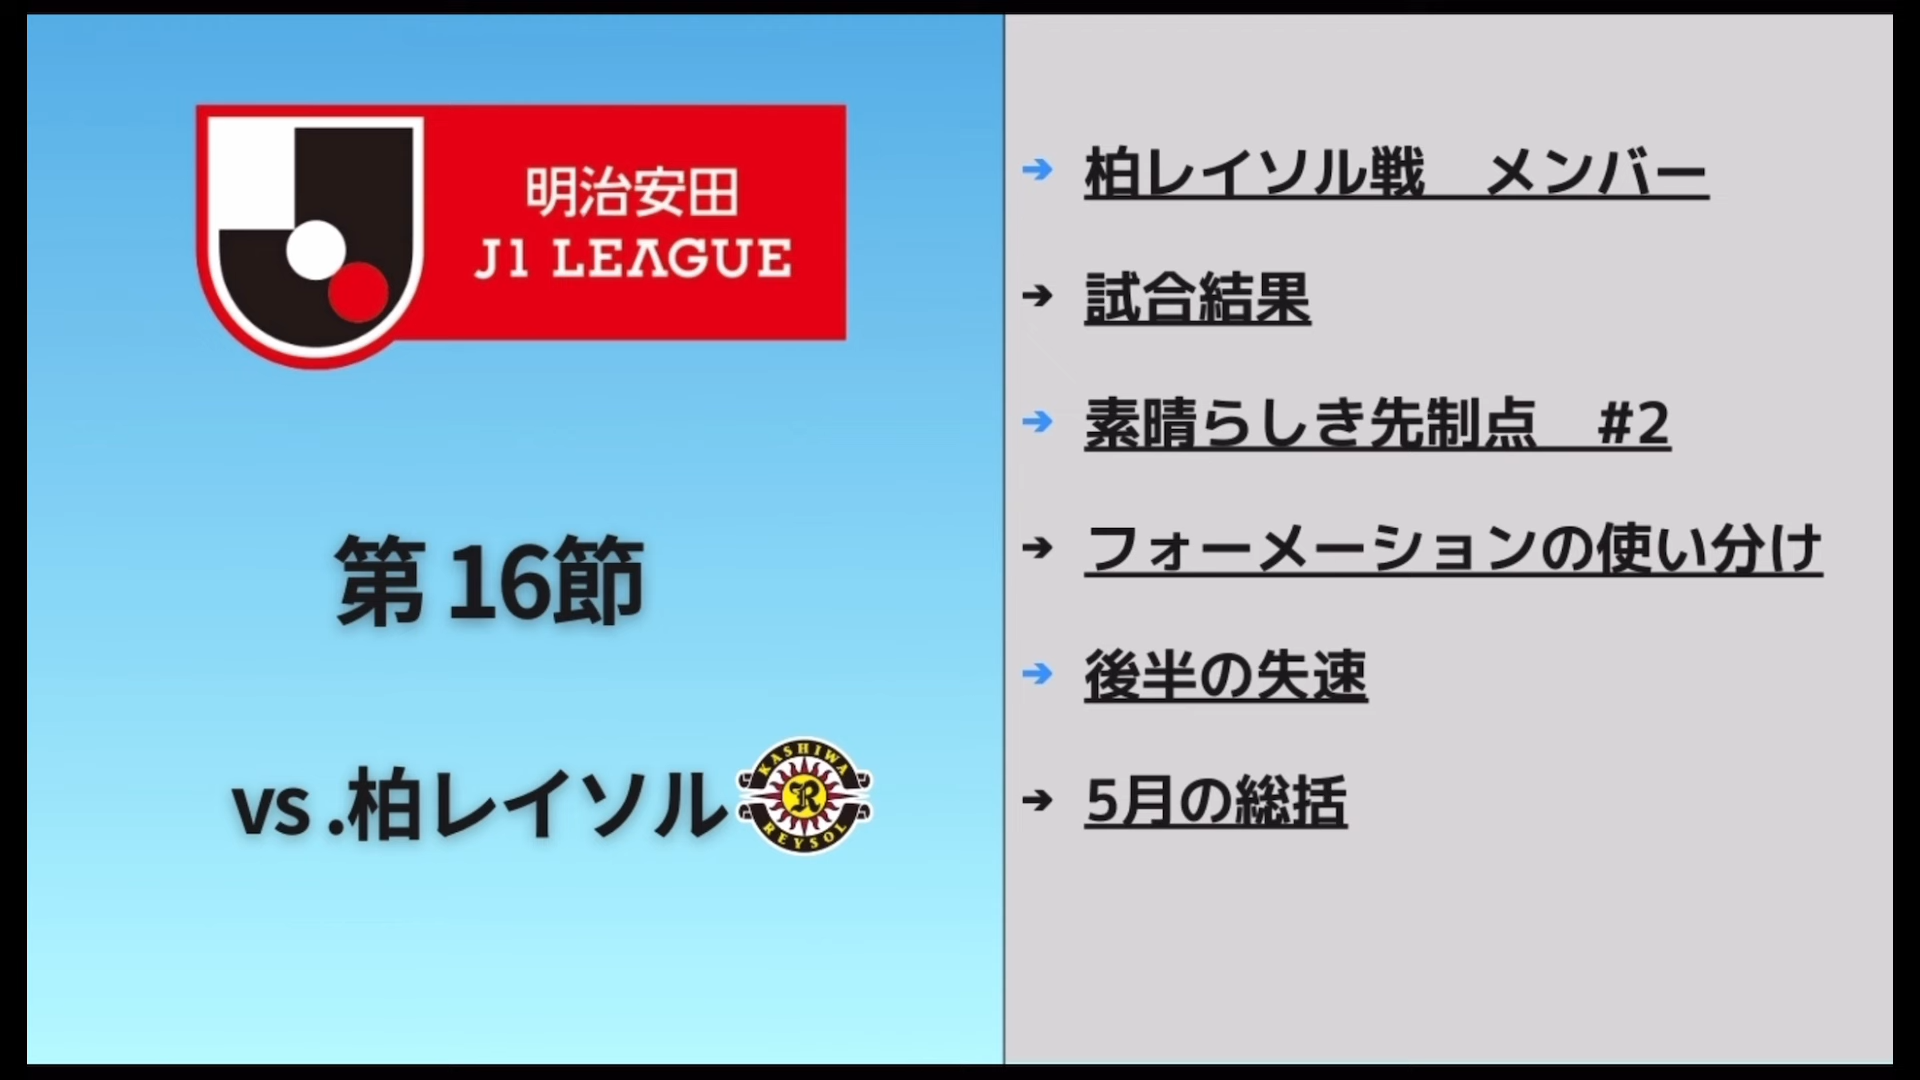 明治安田
J1 LEAGUE
第 16節
vs .柏レイソル
KASHIWA
R
REYSOL
柏レイソル戦　メンバー
試合結果
素晴らしき先制点　#2
フォーメーションの使い分け
後半の失速
5月の総括